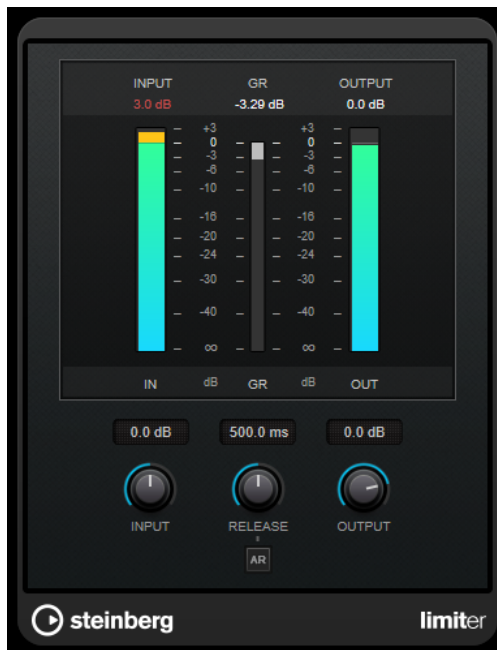 INPUT GR OUTPUT
3.0 dB -3.29 dB 0.0 dB
+3 +3
0 0
-3 -3
-6 -6
-10 -10
-16 -16
-20 -20
-24 -24
-30 -30
-40 -40
∞ ∞
IN dB GR dB OUT
0.0 dB 500.0 ms 0.0 dB
INPUT RELEASE OUTPUT
AR
steinberg limiter